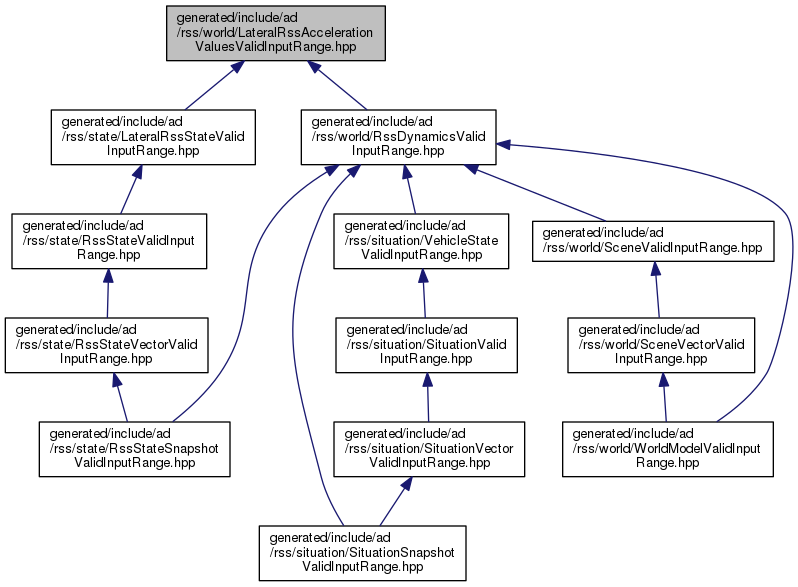 generated/include/ad
/rss/world/LateralRssAcceleration
ValuesValidInputRange.hpp
generated/include/ad
/rss/state/LateralRssStateValid
InputRange.hpp
generated/include/ad
/rss/world/RssDynamicsValid
InputRange.hpp
generated/include/ad
/rss/state/RssStateValidInput
Range.hpp
generated/include/ad
/rss/situation/VehicleState
ValidInputRange.hpp
generated/include/ad
/rss/world/SceneValidInputRange.hpp
generated/include/ad
/rss/state/RssStateVectorValid
InputRange.hpp
generated/include/ad
/rss/situation/SituationValid
InputRange.hpp
generated/include/ad
/rss/world/SceneVectorValid
InputRange.hpp
generated/include/ad
/rss/state/RssStateSnapshot
ValidInputRange.hpp
generated/include/ad
/rss/situation/SituationVector
ValidInputRange.hpp
generated/include/ad
/rss/world/WorldModelValidInput
Range.hpp
generated/include/ad
/rss/situation/SituationSnapshot
ValidInputRange.hpp